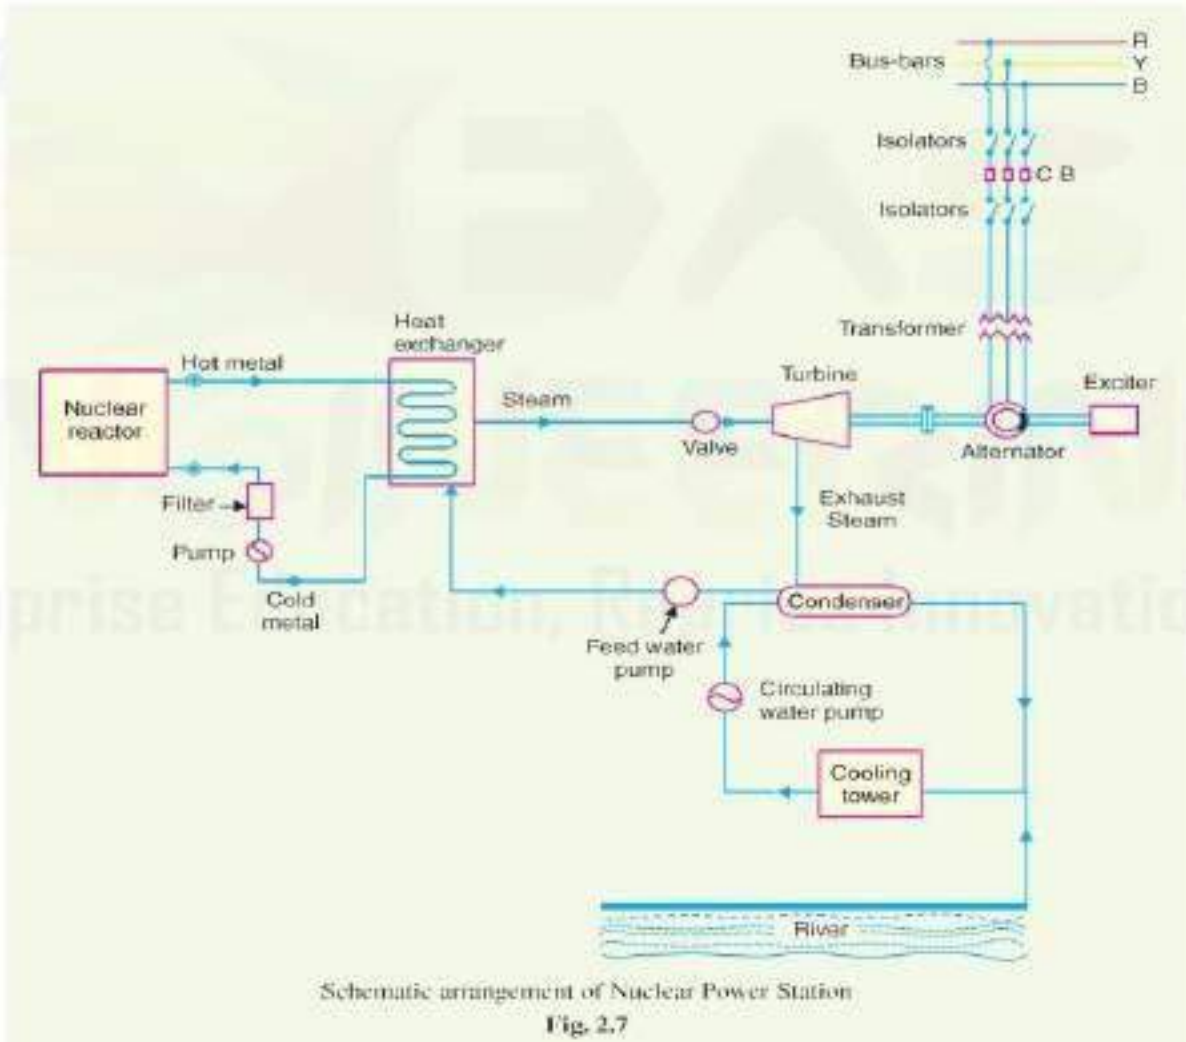 R
Bus-bars
Y
B
Isolators
C B
Isolators
Transformer
Heat
exchanger
Hot metal
Turbine
Exciter
Nuclear
reactor
Steam
Valve
Alternator
Filter
Exhaust
Steam
Pump
Cold
metal
Condenser
Feed water
pump
Circulating
water pump
Cooling
tower
River
Schematic arrangement of Nuclear Power Station
Fig. 2.7